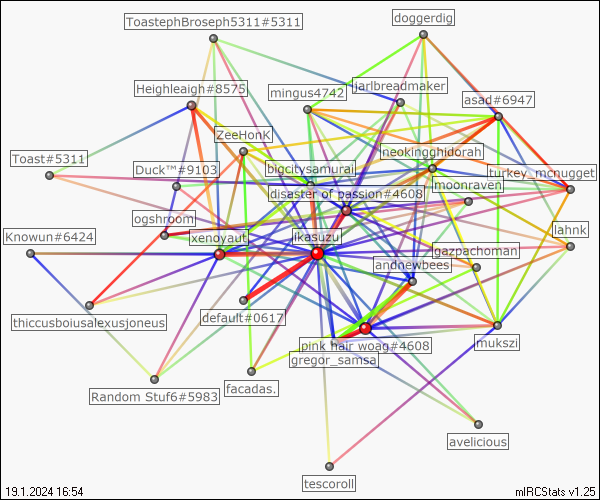 ToastephBroseph5311#5311
doggerdig
Heighleaigh#8575
jarlbreadmaker
mingus4742
asad#6947
ZeeHonK
neokingghidorah
Toast#5311
Duck™#9103
bigcitysamurai
turkey_mcnugget
moonraven
disaster of passion#4608
ogshroom
lahnk
Knowun#6424
xenoyaut
ikasuzu
gazpachoman
andnewbees
thiccusboiusalexusjoneus
default#0617
mukszi
pink hair woag#4608
gregor_samsa
Random Stuf6#5983
facadas.
avelicious
tescoroll
19.1.2024 16:54
mIRCStats v1.25